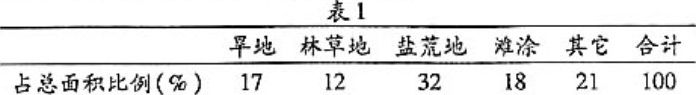 表1
旱地 林草地 盐荒地 滩涂 其它 合计
占总面积比例(%) 17 12 32 18 21 100